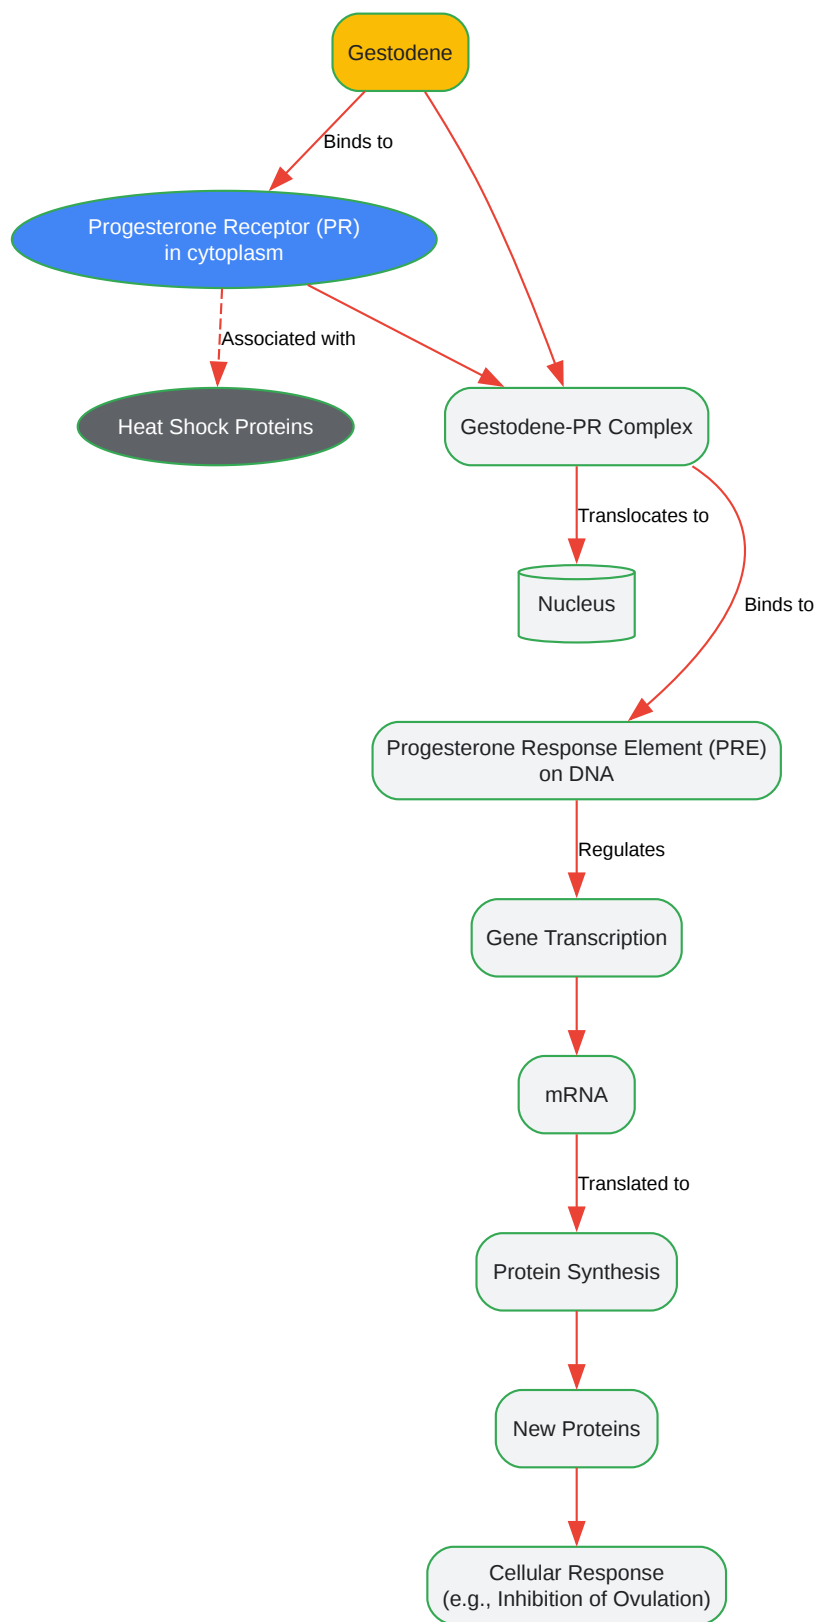 Gestodene
Binds to
Progesterone Receptor (PR)
in cytoplasm
Associated with
Heat Shock Proteins
Gestodene-PR Complex
Translocates to
Nucleus
Binds to
Progesterone Response Element (PRE)
on DNA
Regulates
Gene Transcription
mRNA
Translated to
Protein Synthesis
New Proteins
Cellular Response
(e.g., Inhibition of Ovulation)